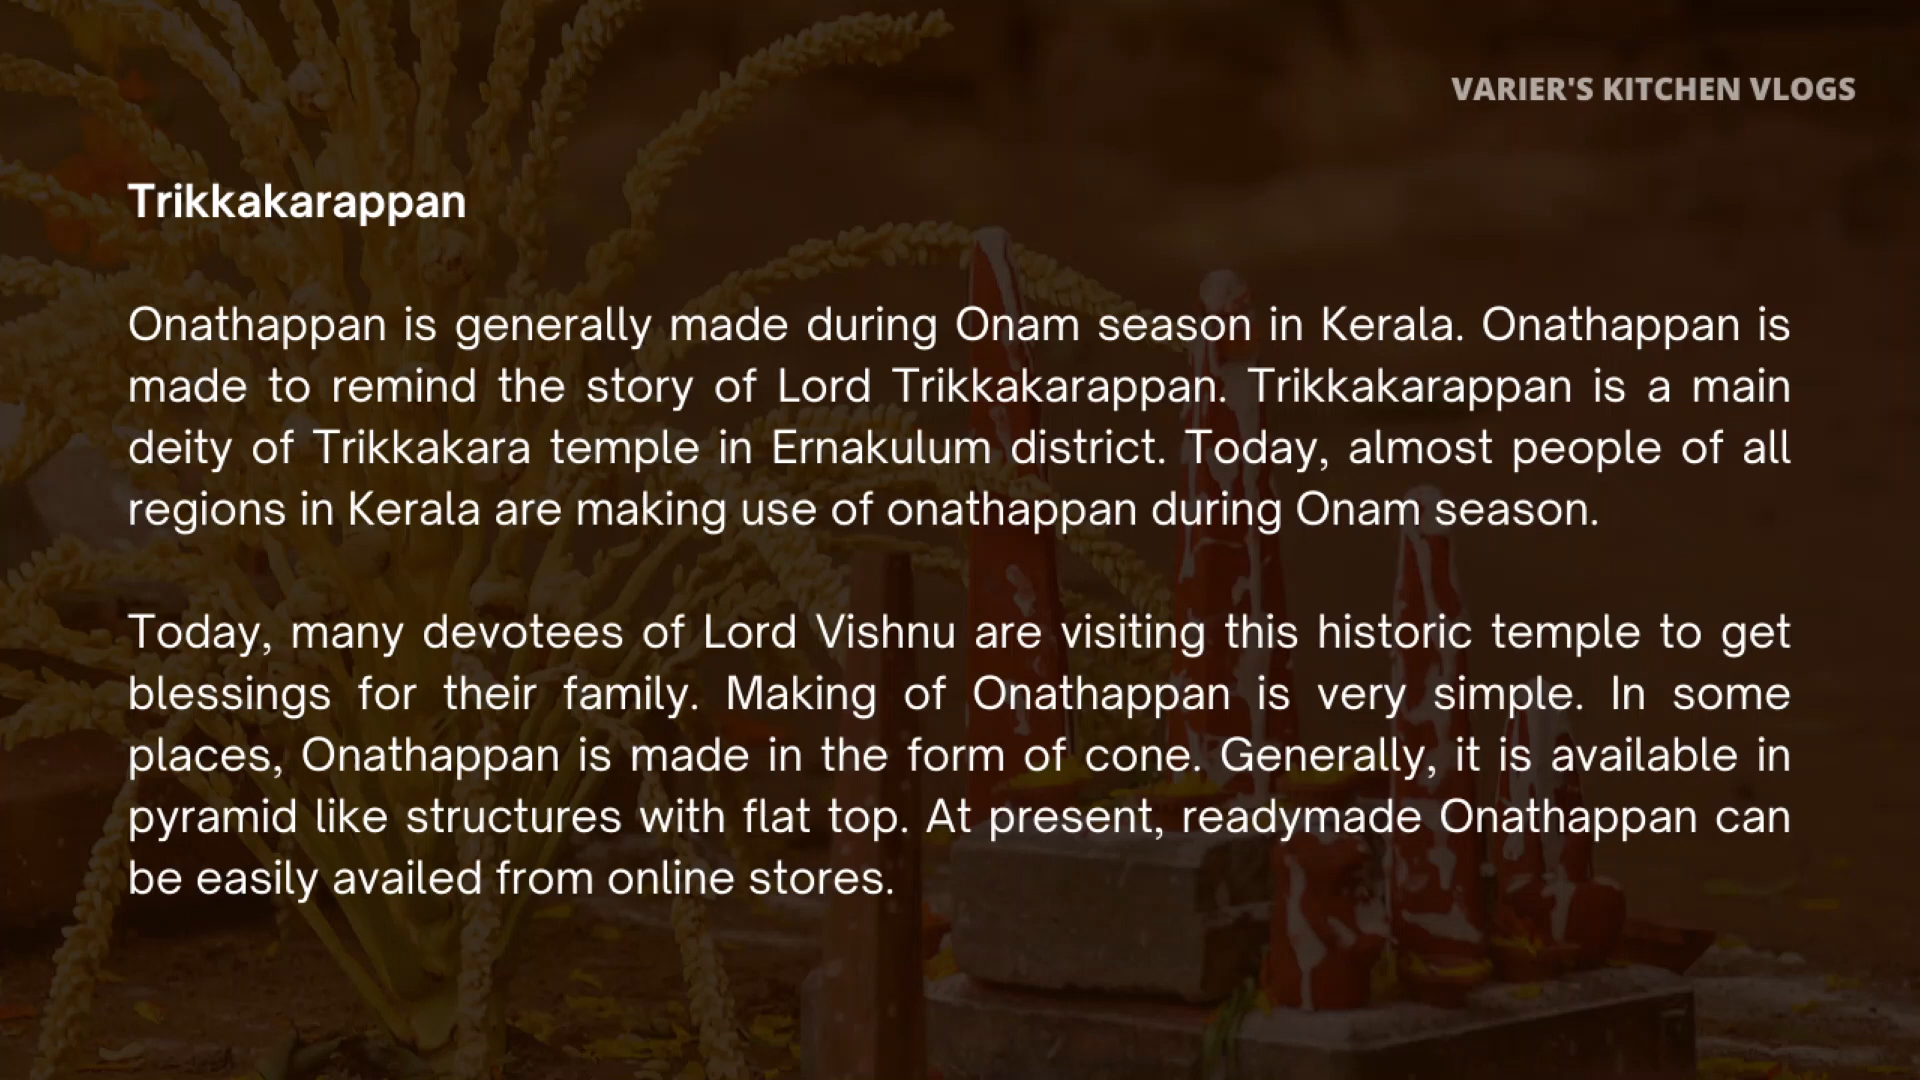 VARIER'S KITCHEN VLOGS
Trikkakarappan
Onathappan is generally made during Onam season in Kerala. Onathappan is
made to remind the story of Lord Trikkakarappan. Trikkakarappan is a main
deity of Trikkakara temple in Ernakulum district. Today, almost people of all
regions in Kerala are making use of onathappan during Onam season.
Today, many devotees of Lord Vishnu are visiting this historic temple to get
blessings for their family. Making of Onathappan is very simple. In some
places, Onathappan is made in the form of cone. Generally, it is available in
pyramid like structures with flat top. At present, readymade Onathappan can
be easily availed from online stores.